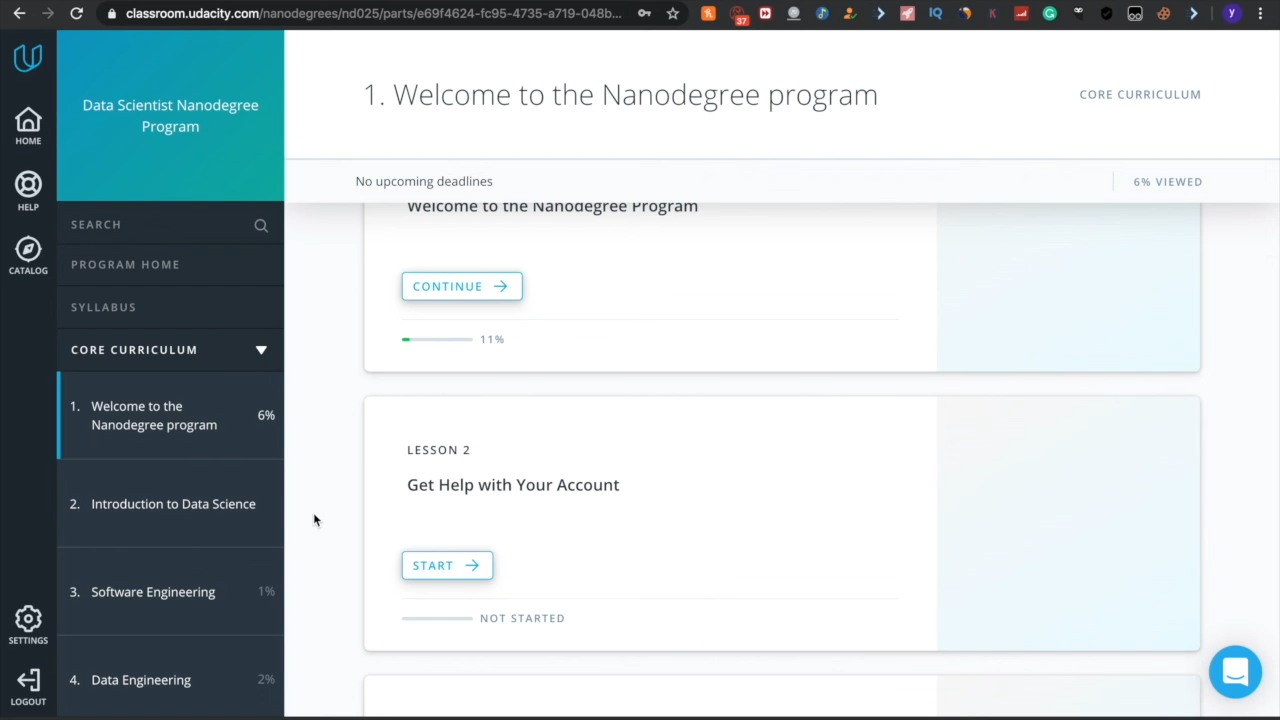 classroom.udacity.com/nanodegrees/nd025/parts/e69f4624-fc95-4735-a719-048b...
37
IQ
K
G
y
HOME
HELP
CATALOG
SETTINGS
LOGOUT
Data Scientist Nanodegree
Program
SEARCH
PROGRAM HOME
SYLLABUS
CORE CURRICULUM
1. Welcome to the
Nanodegree program
6%
2. Introduction to Data Science
3. Software Engineering 1%
4. Data Engineering 2%
1. Welcome to the Nanodegree program
CORE CURRICULUM
No upcoming deadlines
6% VIEWED
Welcome to the Nanodegree Program
CONTINUE
11%
LESSON 2
Get Help with Your Account
START
NOT STARTED